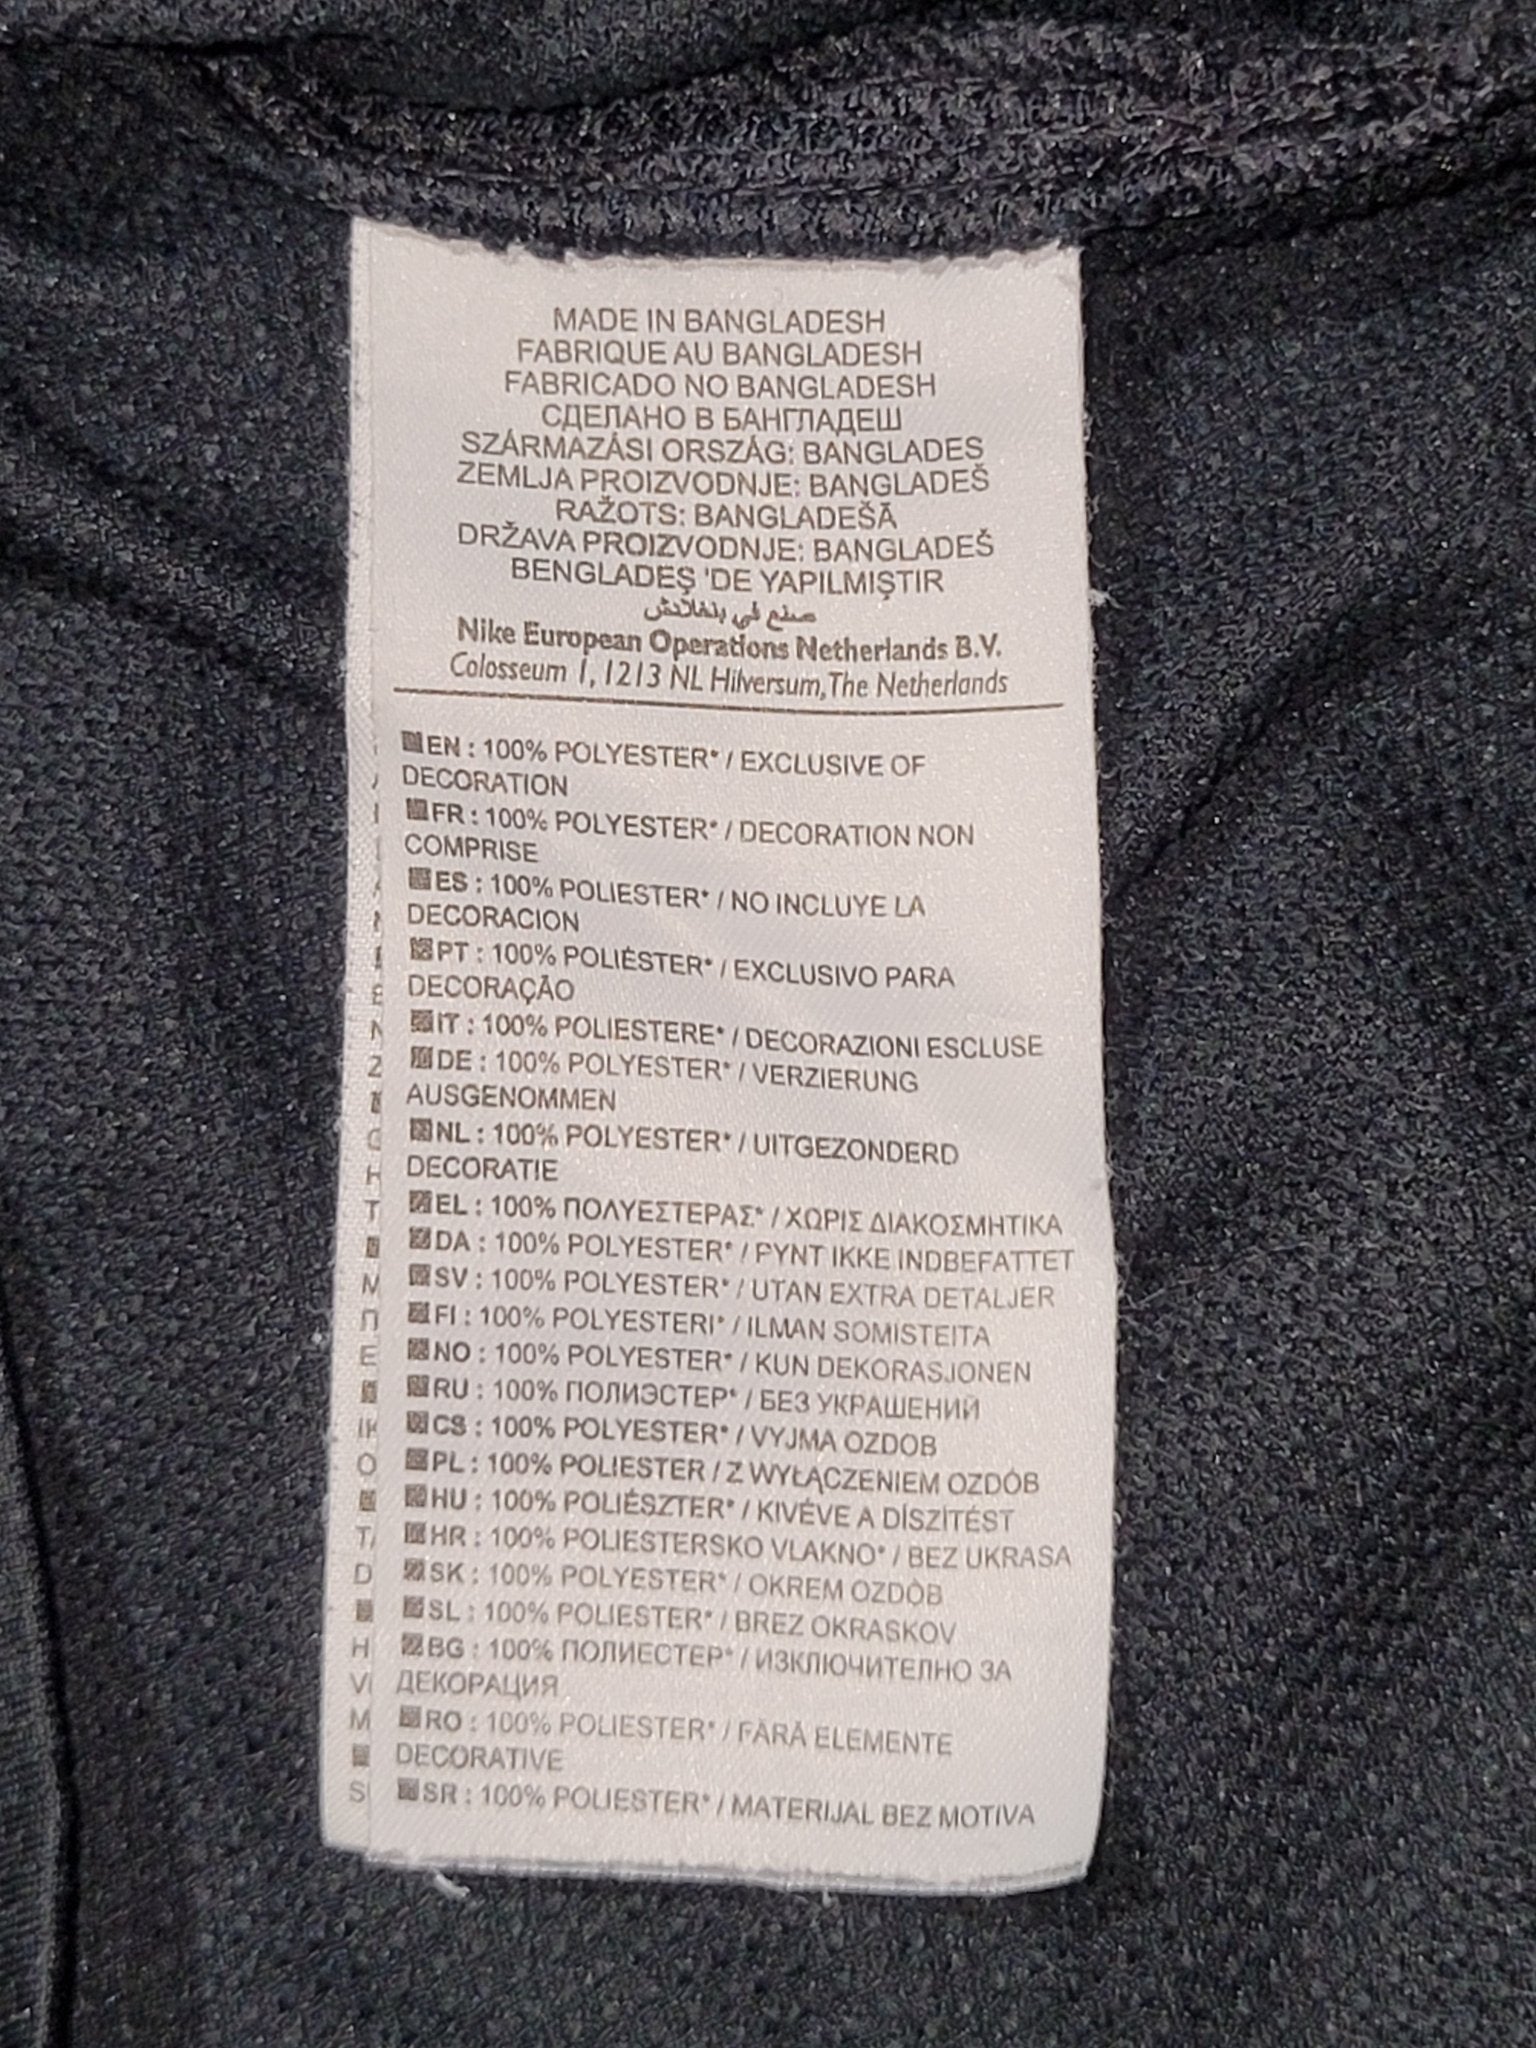 MADE IN BANGLADESH
FABRIQUE AU BANGLADESH
FABRICADO NO BANGLADESH
СДЕЛАНО В БАНГЛАДЕШ
SZÁRMAZÁSI ORSZÁG: BANGLADES
ZEMLJA PROIZVODNJE: BANGLADEŠ
RAŽOTS: BANGLADEŠĀ
DRŽAVA PROIZVODNJE: BANGLADEŠ
BENGLADEŞ 'DE YAPILMIŞTIR
صنع في بنغلادش
Nike European Operations Netherlands B.V.
Colosseum 1, 1213 NL Hilversum, The Netherlands
EN : 100% POLYESTER* / EXCLUSIVE OF
DECORATION
FR : 100% POLYESTER* / DECORATION NON
COMPRISE
ES : 100% POLIESTER* / NO INCLUYE LA
DECORACION
PT : 100% POLIÉSTER* / EXCLUSIVO PARA
DECORAÇÃO
IT : 100% POLIESTERE* / DECORAZIONI ESCLUSE
DE : 100% POLYESTER* / VERZIERUNG
AUSGENOMMEN
NL : 100% POLYESTER* / UITGEZONDERD
DECORATIE
EL : 100% ΠΟΛΥΕΣΤΕΡΑΣ* / ΧΩΡΙΣ ΔΙΑΚΟΣΜΗΤΙΚΑ
DA : 100% POLYESTER* / PYNT IKKE INDBEFATTET
SV : 100% POLYESTER* / UTAN EXTRA DETALJER
FI : 100% POLYESTERI* / ILMAN SOMISTEITA
NO : 100% POLYESTER* / KUN DEKORASJONEN
RU : 100% ПОЛИЭСТЕР* / БЕЗ УКРАШЕНИЙ
CS : 100% POLYESTER* / VYJMA OZDOB
PL : 100% POLIESTER / Z WYŁĄCZENIEM OZDÓB
HU : 100% POLIÉSZTER* / KIVÉVE A DÍSZÍTÉST
HR : 100% POLIESTERSKO VLAKNO* / BEZ UKRASA
SK : 100% POLYESTER* / OKREM OZDÔB
SL : 100% POLIESTER* / BREZ OKRASKOV
BG : 100% ПОЛИЕСТЕР* / ИЗКЛЮЧИТЕЛНО ЗА
ДЕКОРАЦИЯ
RO : 100% POLIESTER* / FĂRĂ ELEMENTE
DECORATIVE
SR : 100% POLIESTER* / MATERIJAL BEZ MOTIVA